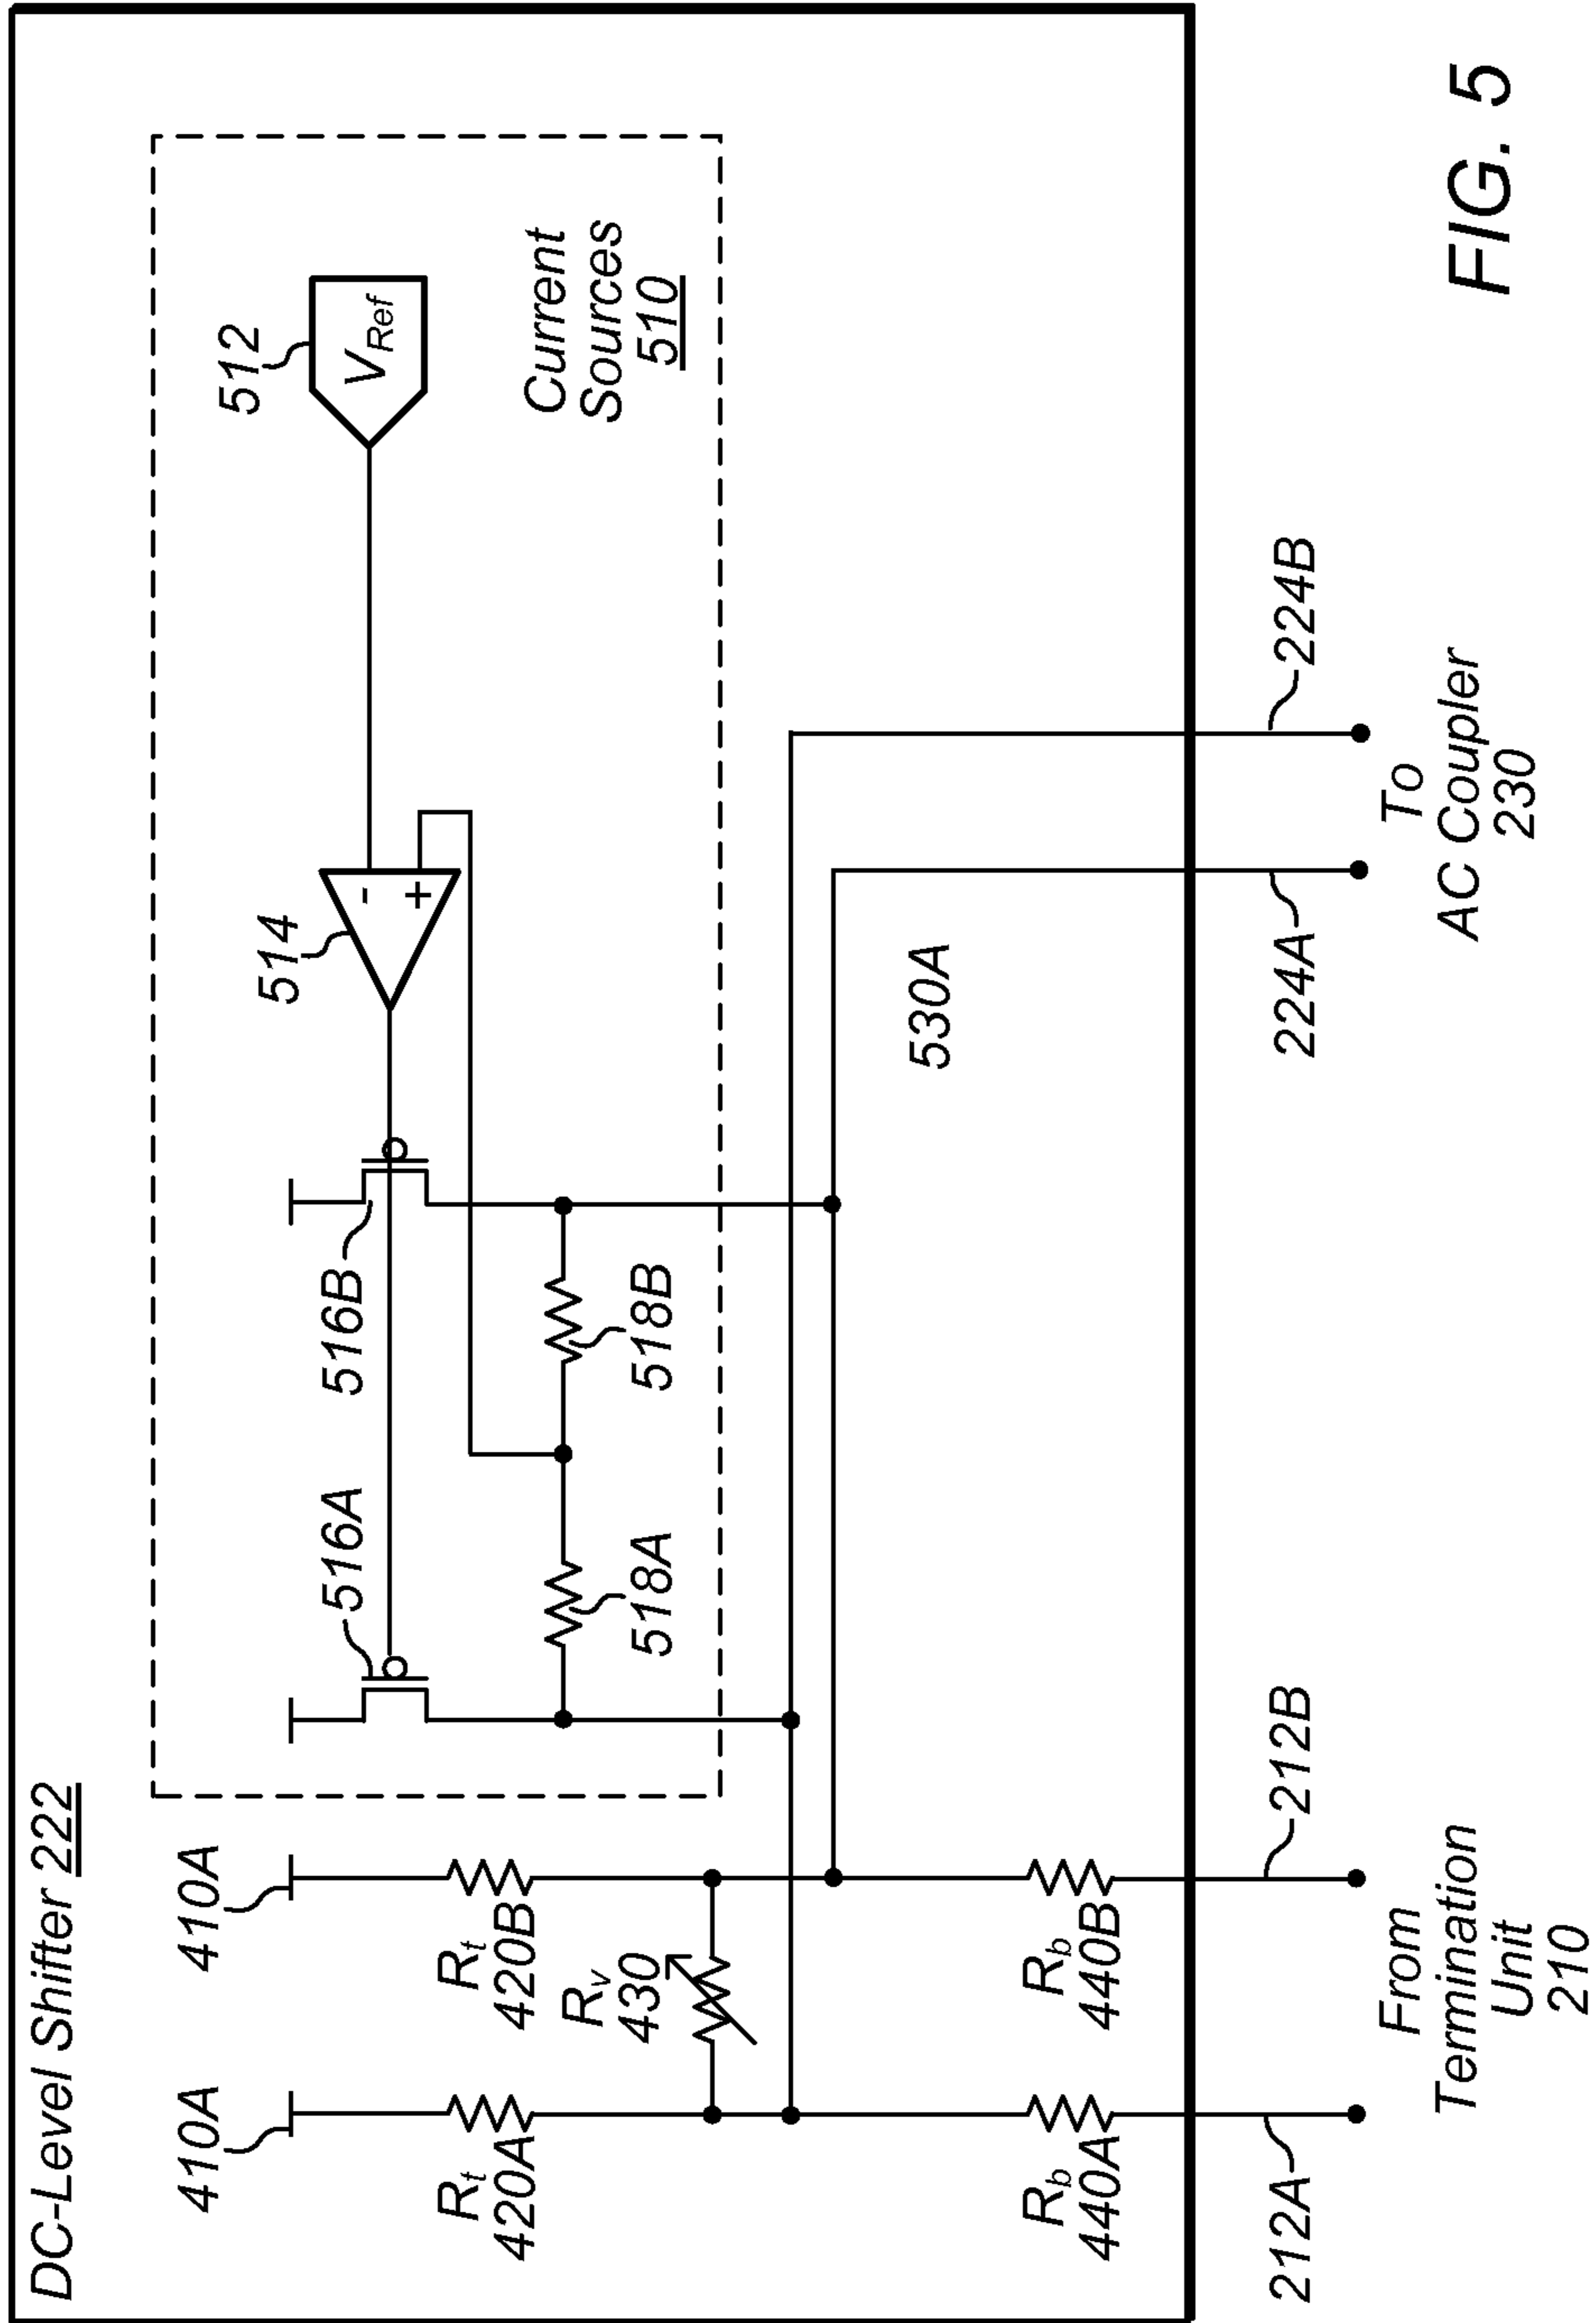 DC-Level Shifter 222
410A
410A
516A
516B
514
512
V Ref
-
+
Rt
420A
Rt
420B
Rv
430
518A
518B
Current
Sources
510
530A
Rb
440A
Rb
440B
212A
212B
224A
224B
From
Termination
Unit
210
To
AC Coupler
230
FIG. 5